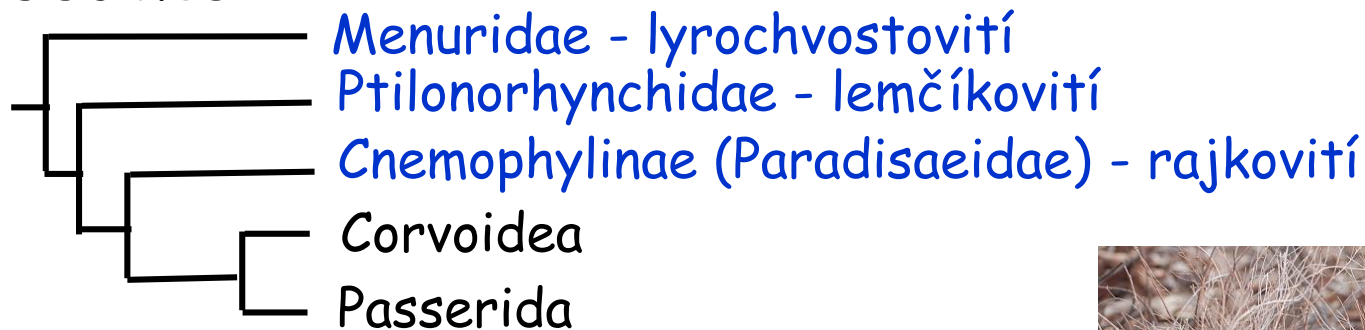 Menuridae - lyrochvostovití
Ptilonorhynchidae - lemčíkovití
Cnemophylinae (Paradisaeidae) - rajkovití
Corvoidea
Passerida